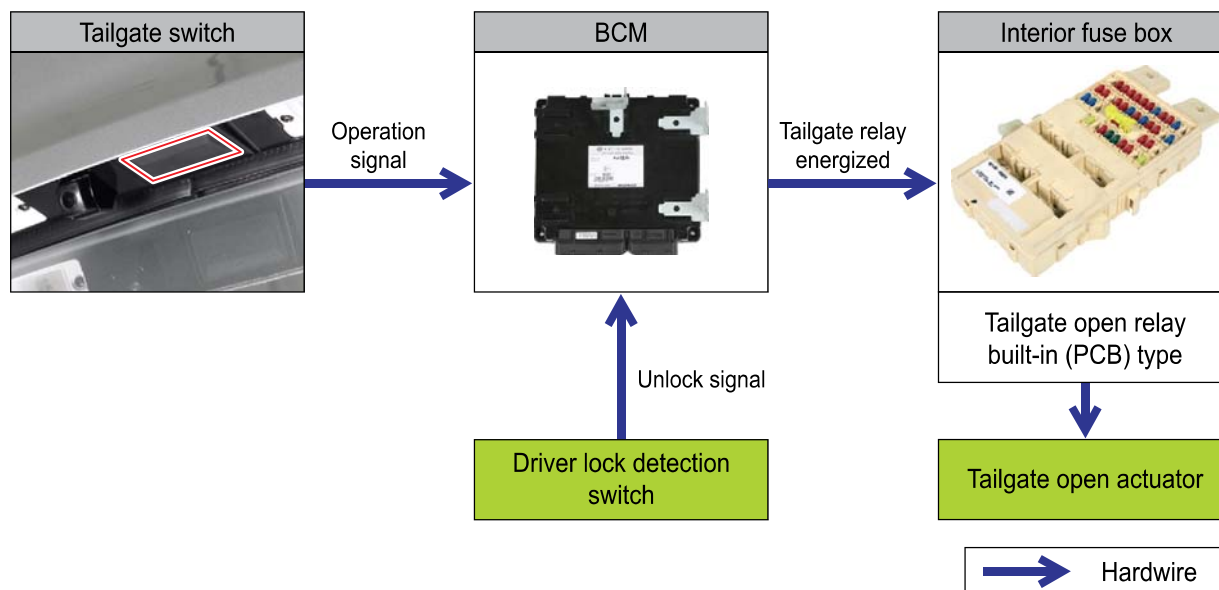 Tailgate switch
BCM
Interior fuse box
Operation
signal
Tailgate relay
energized
Tailgate open relay
built-in (PCB) type
Unlock signal
Driver lock detection
switch
Tailgate open actuator
Hardwire